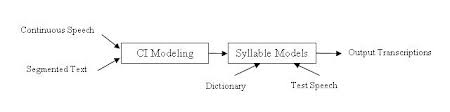 Continuous Speech
CI Modeling
Syllable Models
Output Transcriptions
Segmented Text
Dictionary
Test Speech